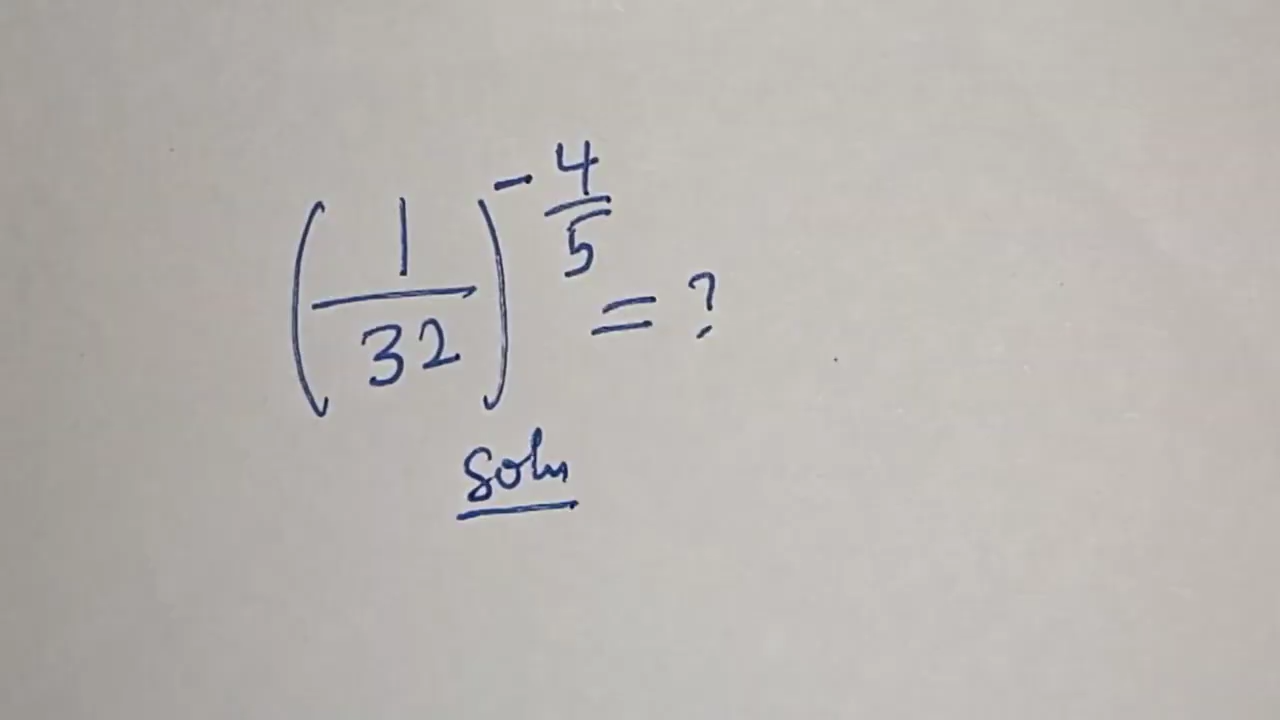 (1/32)^-4/5 = ?
Soln